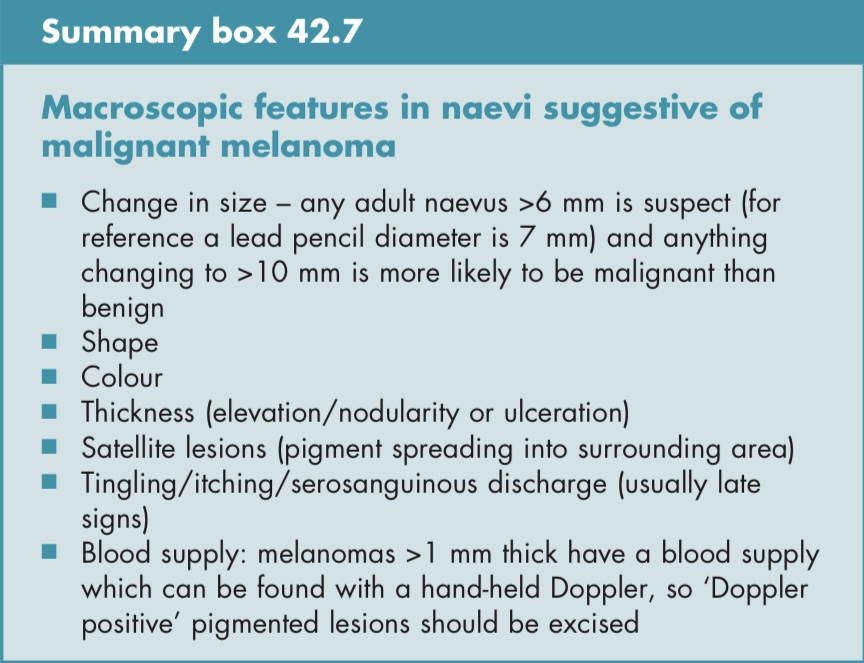 Summary box 42.7
Macroscopic features in naevi suggestive of
malignant melanoma
■ Change in size – any adult naevus >6 mm is suspect (for
reference a lead pencil diameter is 7 mm) and anything
changing to >10 mm is more likely to be malignant than
benign
■ Shape
■ Colour
■ Thickness (elevation/nodularity or ulceration)
■ Satellite lesions (pigment spreading into surrounding area)
■ Tingling/itching/serosanguinous discharge (usually late
signs)
■ Blood supply: melanomas >1 mm thick have a blood supply
which can be found with a hand-held Doppler, so ‘Doppler
positive’ pigmented lesions should be excised